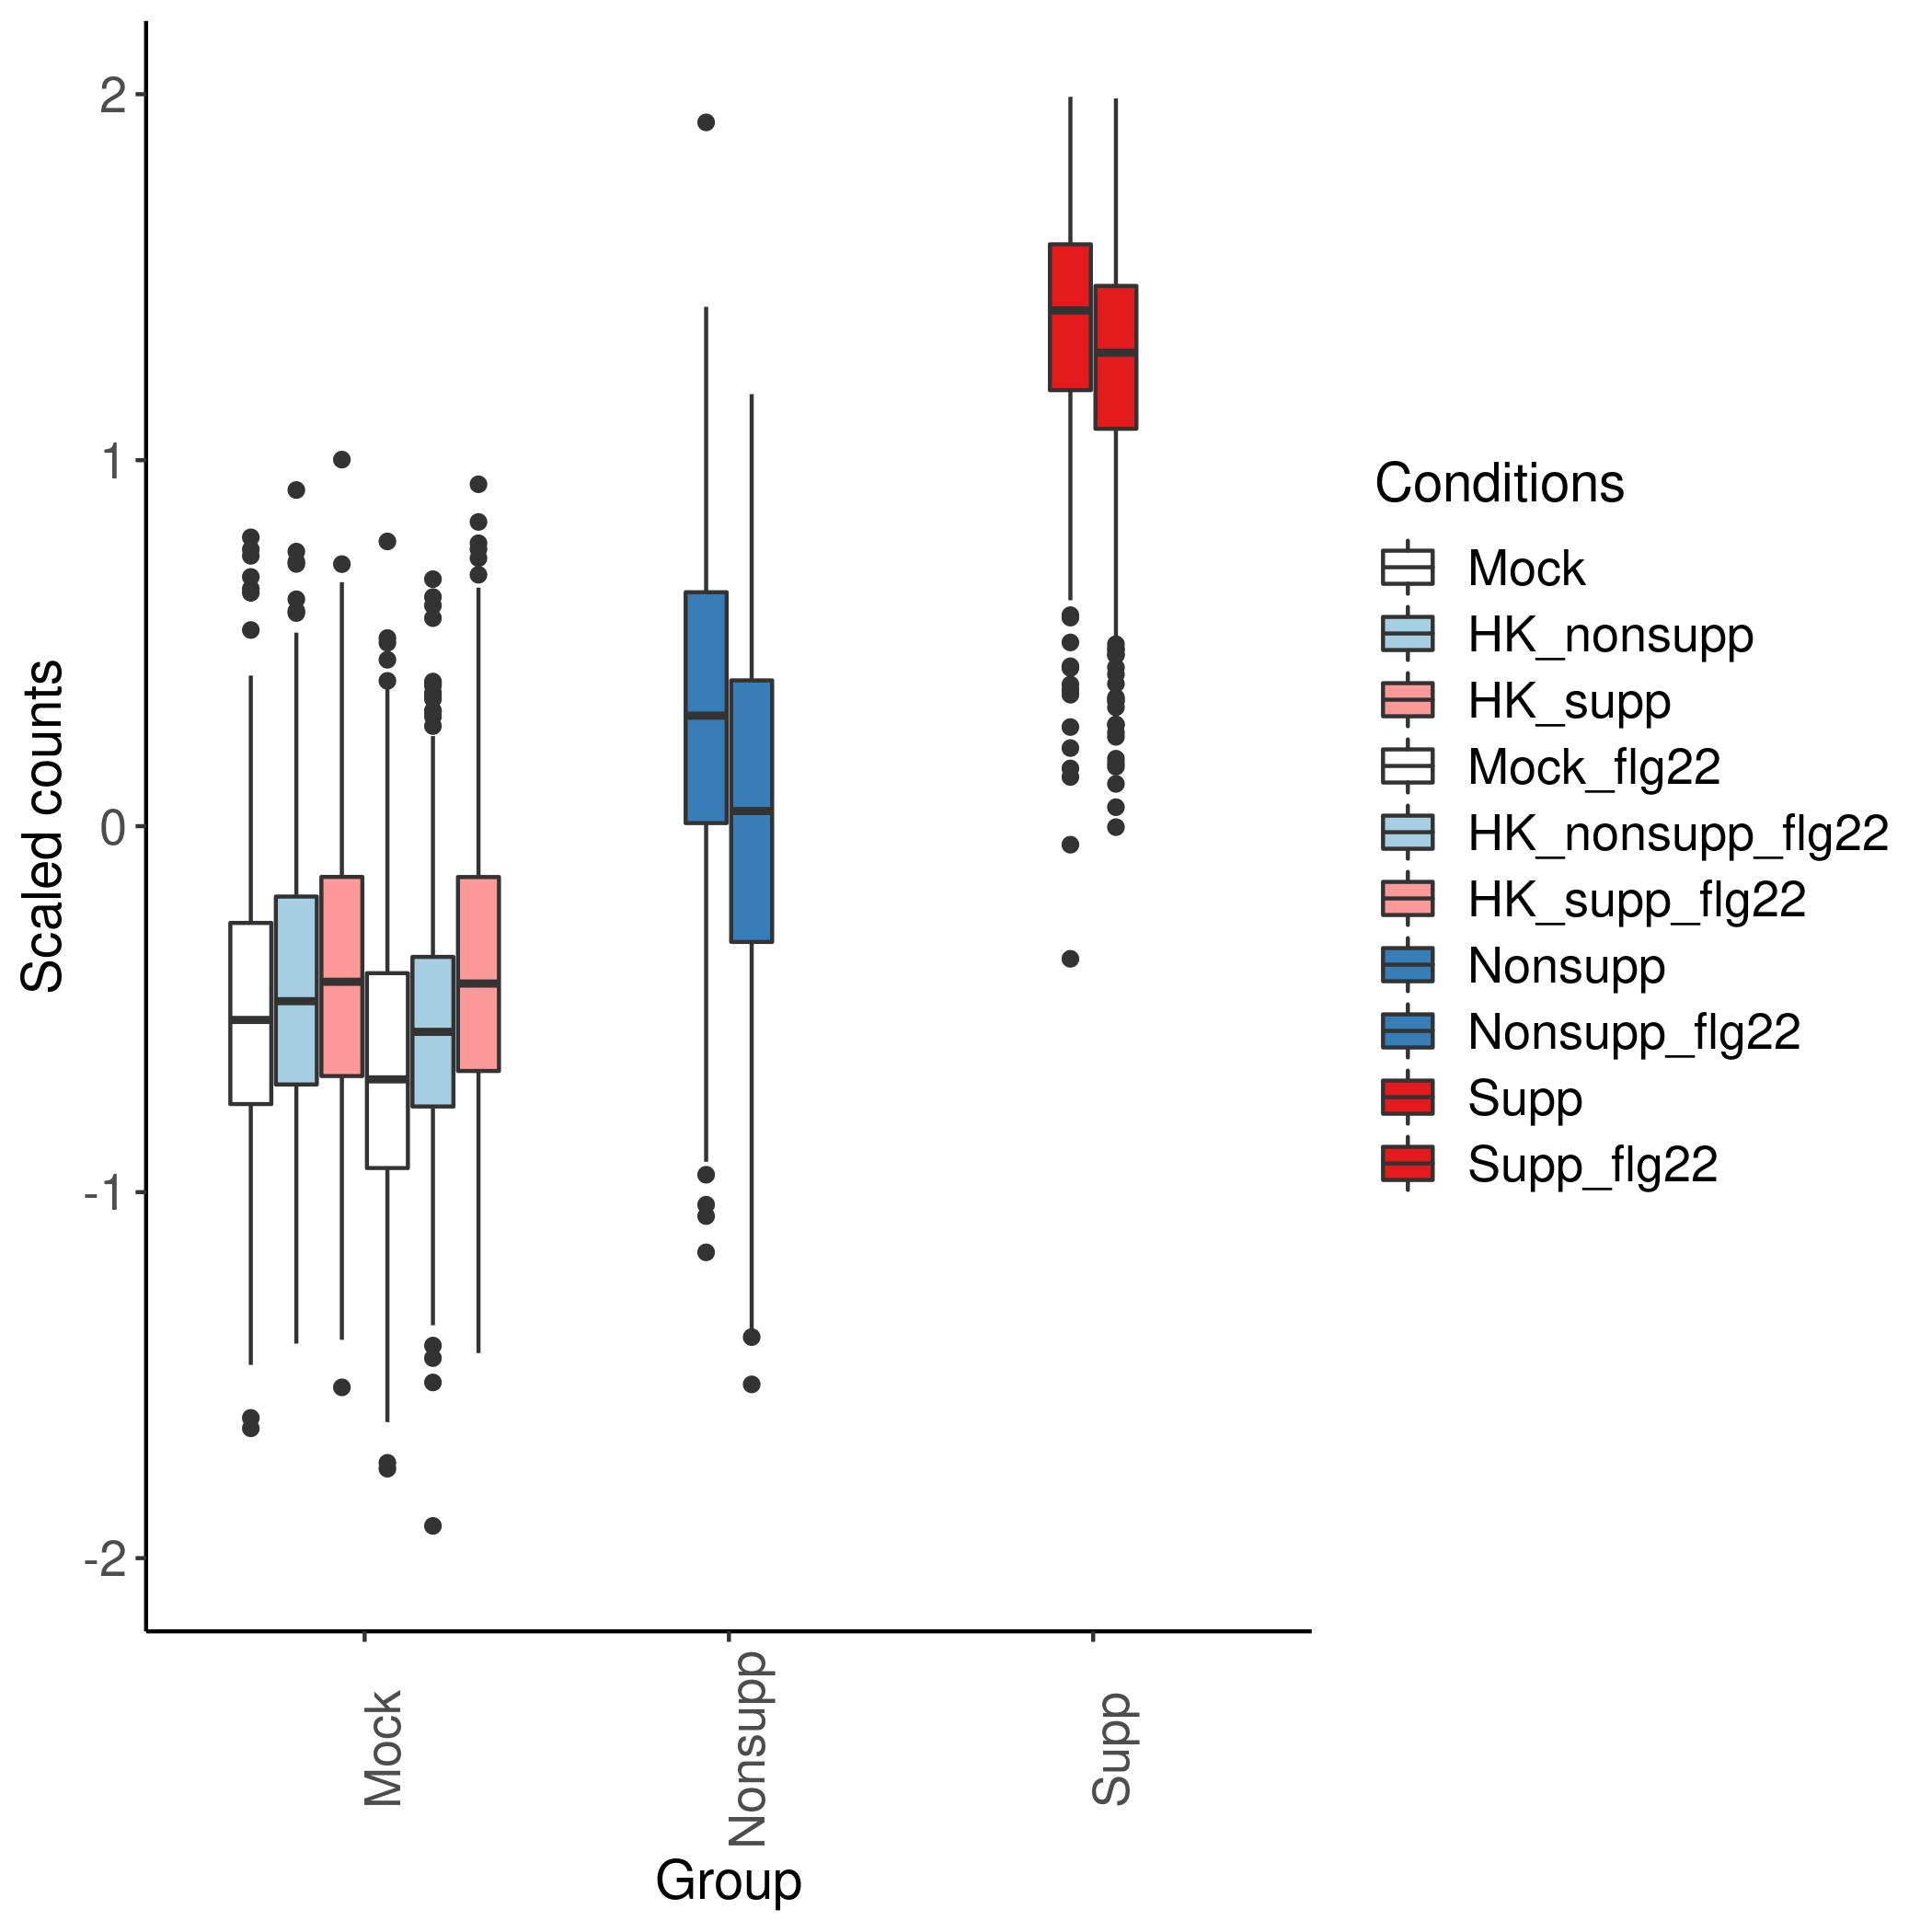 Scaled counts
2
1
0
-1
-2
Mock
Nonsupp
Supp
Group
Conditions
Mock
HK_nonsupp
HK_supp
Mock_flg22
HK_nonsupp_flg22
HK_supp_flg22
Nonsupp
Nonsupp_flg22
Supp
Supp_flg22